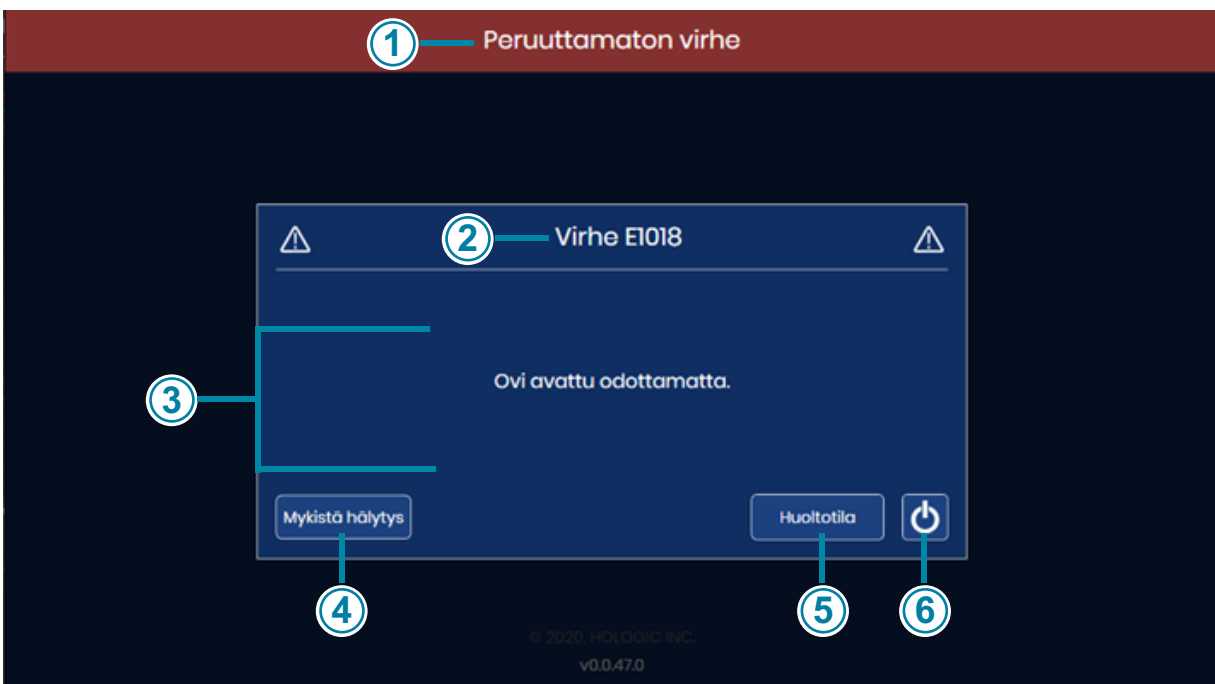 1 Peruuttamaton virhe
2 Virhe E1018
3
Ovi avattu odottamatta.
Mykistä hälytys
Huoltotila
4
5
6
© 2020, HOLOGIC INC.
v0.0.47.0